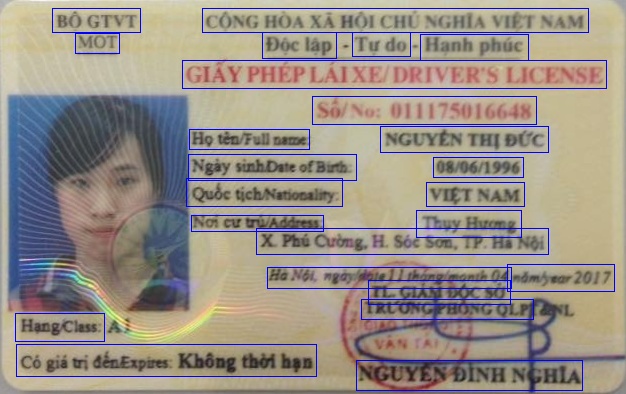 BỘ GTVT
MOT
CỘNG HÒA XÃ HỘI CHỦ NGHĨA VIỆT NAM
Độc lập - Tự do - Hạnh phúc
GIẤY PHÉP LÁI XE/ DRIVER'S LICENSE
Số/ No: 011175016648
Họ tên/Full name: NGUYỄN THỊ ĐỨC
Ngày sinh/Date of Birth: 08/06/1996
Quốc tịch/Nationality: VIỆT NAM
Nơi cư trú/Address: Thụy Hương
X. Phú Cường, H. Sóc Sơn, TP. Hà Nội
Hà Nội, ngày/date 11 tháng/month 04 năm/year 2017
TL. GIÁM ĐỐC SỞ
TRƯỞNG PHÒNG QLPT & NL
Hạng/Class: A1
GIAO THÔNG
VẬN TẢI
Có giá trị đến/Expires: Không thời hạn
NGUYỄN ĐÌNH NGHĨA